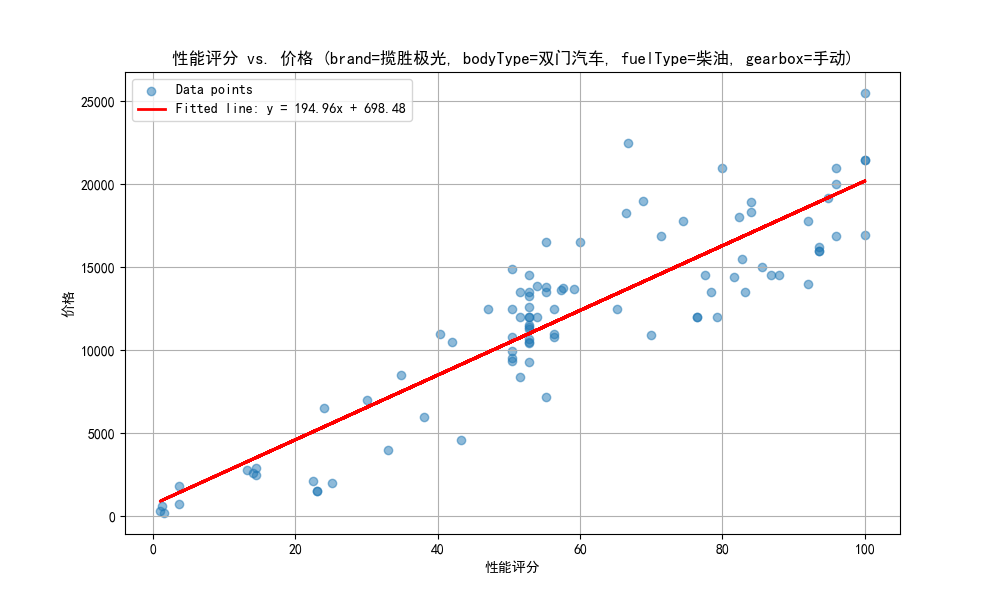 性能评分 vs. 价格 (brand=揽胜极光, bodyType=双门汽车, fuelType=柴油, gearbox=手动)
Data points
Fitted line: y = 194.96x + 698.48
25000
20000
15000
10000
5000
0
价格
0 20 40 60 80 100
性能评分